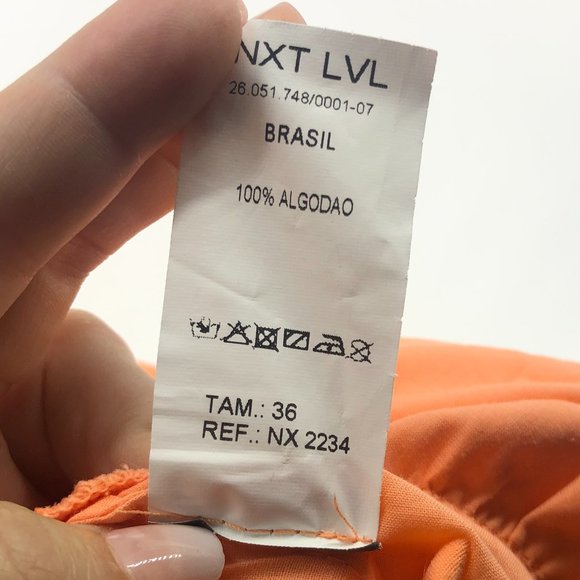 NXT LVL
26.051.748/0001-07
BRASIL
100% ALGODAO
TAM.: 36
REF.: NX 2234